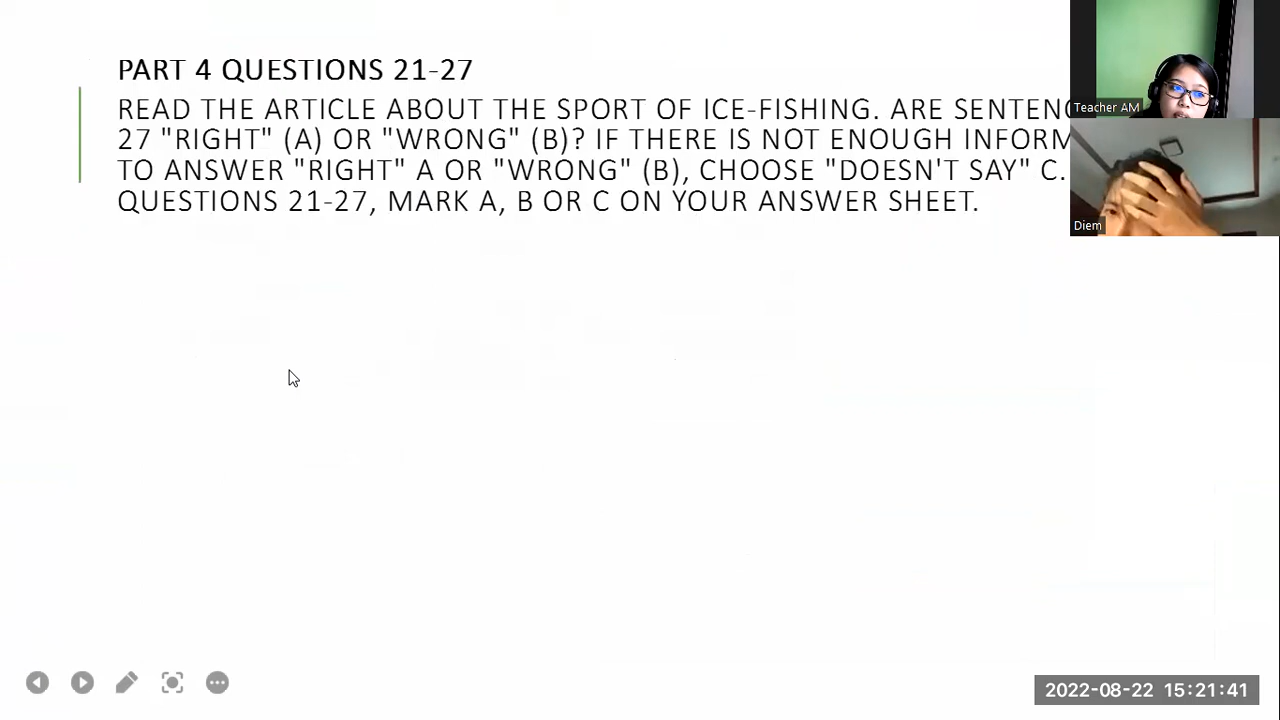 PART 4 QUESTIONS 21-27
READ THE ARTICLE ABOUT THE SPORT OF ICE-FISHING. ARE SENTENC
27 "RIGHT" (A) OR "WRONG" (B)? IF THERE IS NOT ENOUGH INFORM
TO ANSWER "RIGHT" A OR "WRONG" (B), CHOOSE "DOESN'T SAY" C.
QUESTIONS 21-27, MARK A, B OR C ON YOUR ANSWER SHEET.
Teacher AM
Diem
2022-08-22 15:21:41